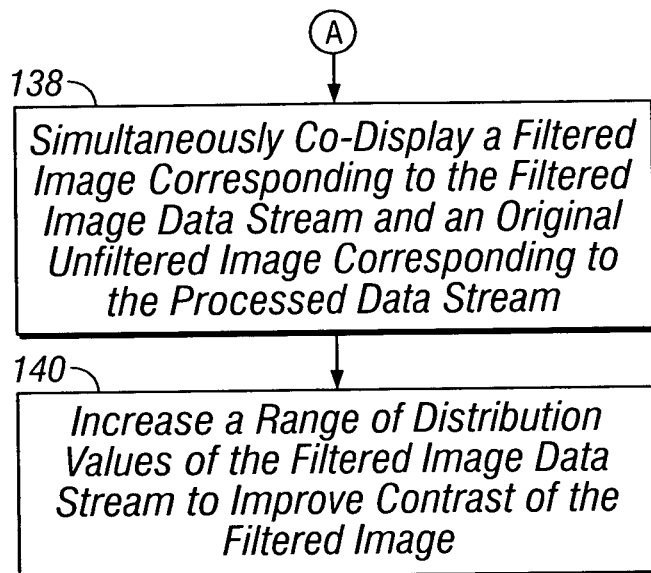 A
138
Simultaneously Co-Display a Filtered
Image Corresponding to the Filtered
Image Data Stream and an Original
Unfiltered Image Corresponding to
the Processed Data Stream
140
Increase a Range of Distribution
Values of the Filtered Image Data
Stream to Improve Contrast of the
Filtered Image